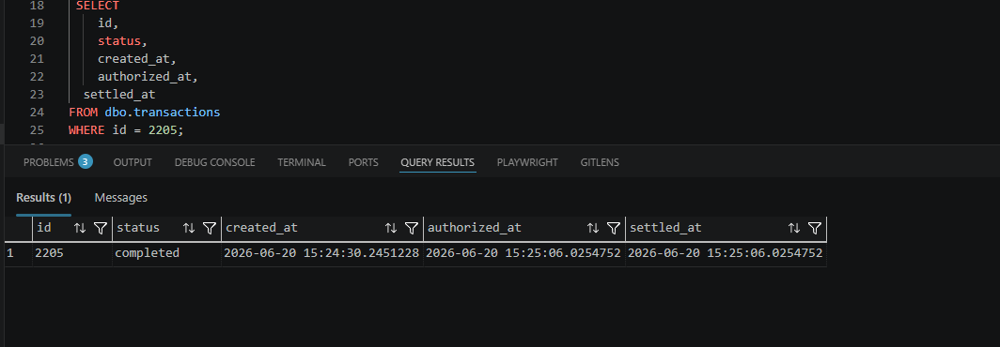 18 SELECT
19 id,
20 status,
21 created_at,
22 authorized_at,
23 settled_at
24 FROM dbo.transactions
25 WHERE id = 2205;
PROBLEMS 3 OUTPUT DEBUG CONSOLE TERMINAL PORTS QUERY RESULTS PLAYWRIGHT GITLENS
Results (1) Messages
id status created_at authorized_at settled_at
1 2205 completed 2026-06-20 15:24:30.2451228 2026-06-20 15:25:06.0254752 2026-06-20 15:25:06.0254752